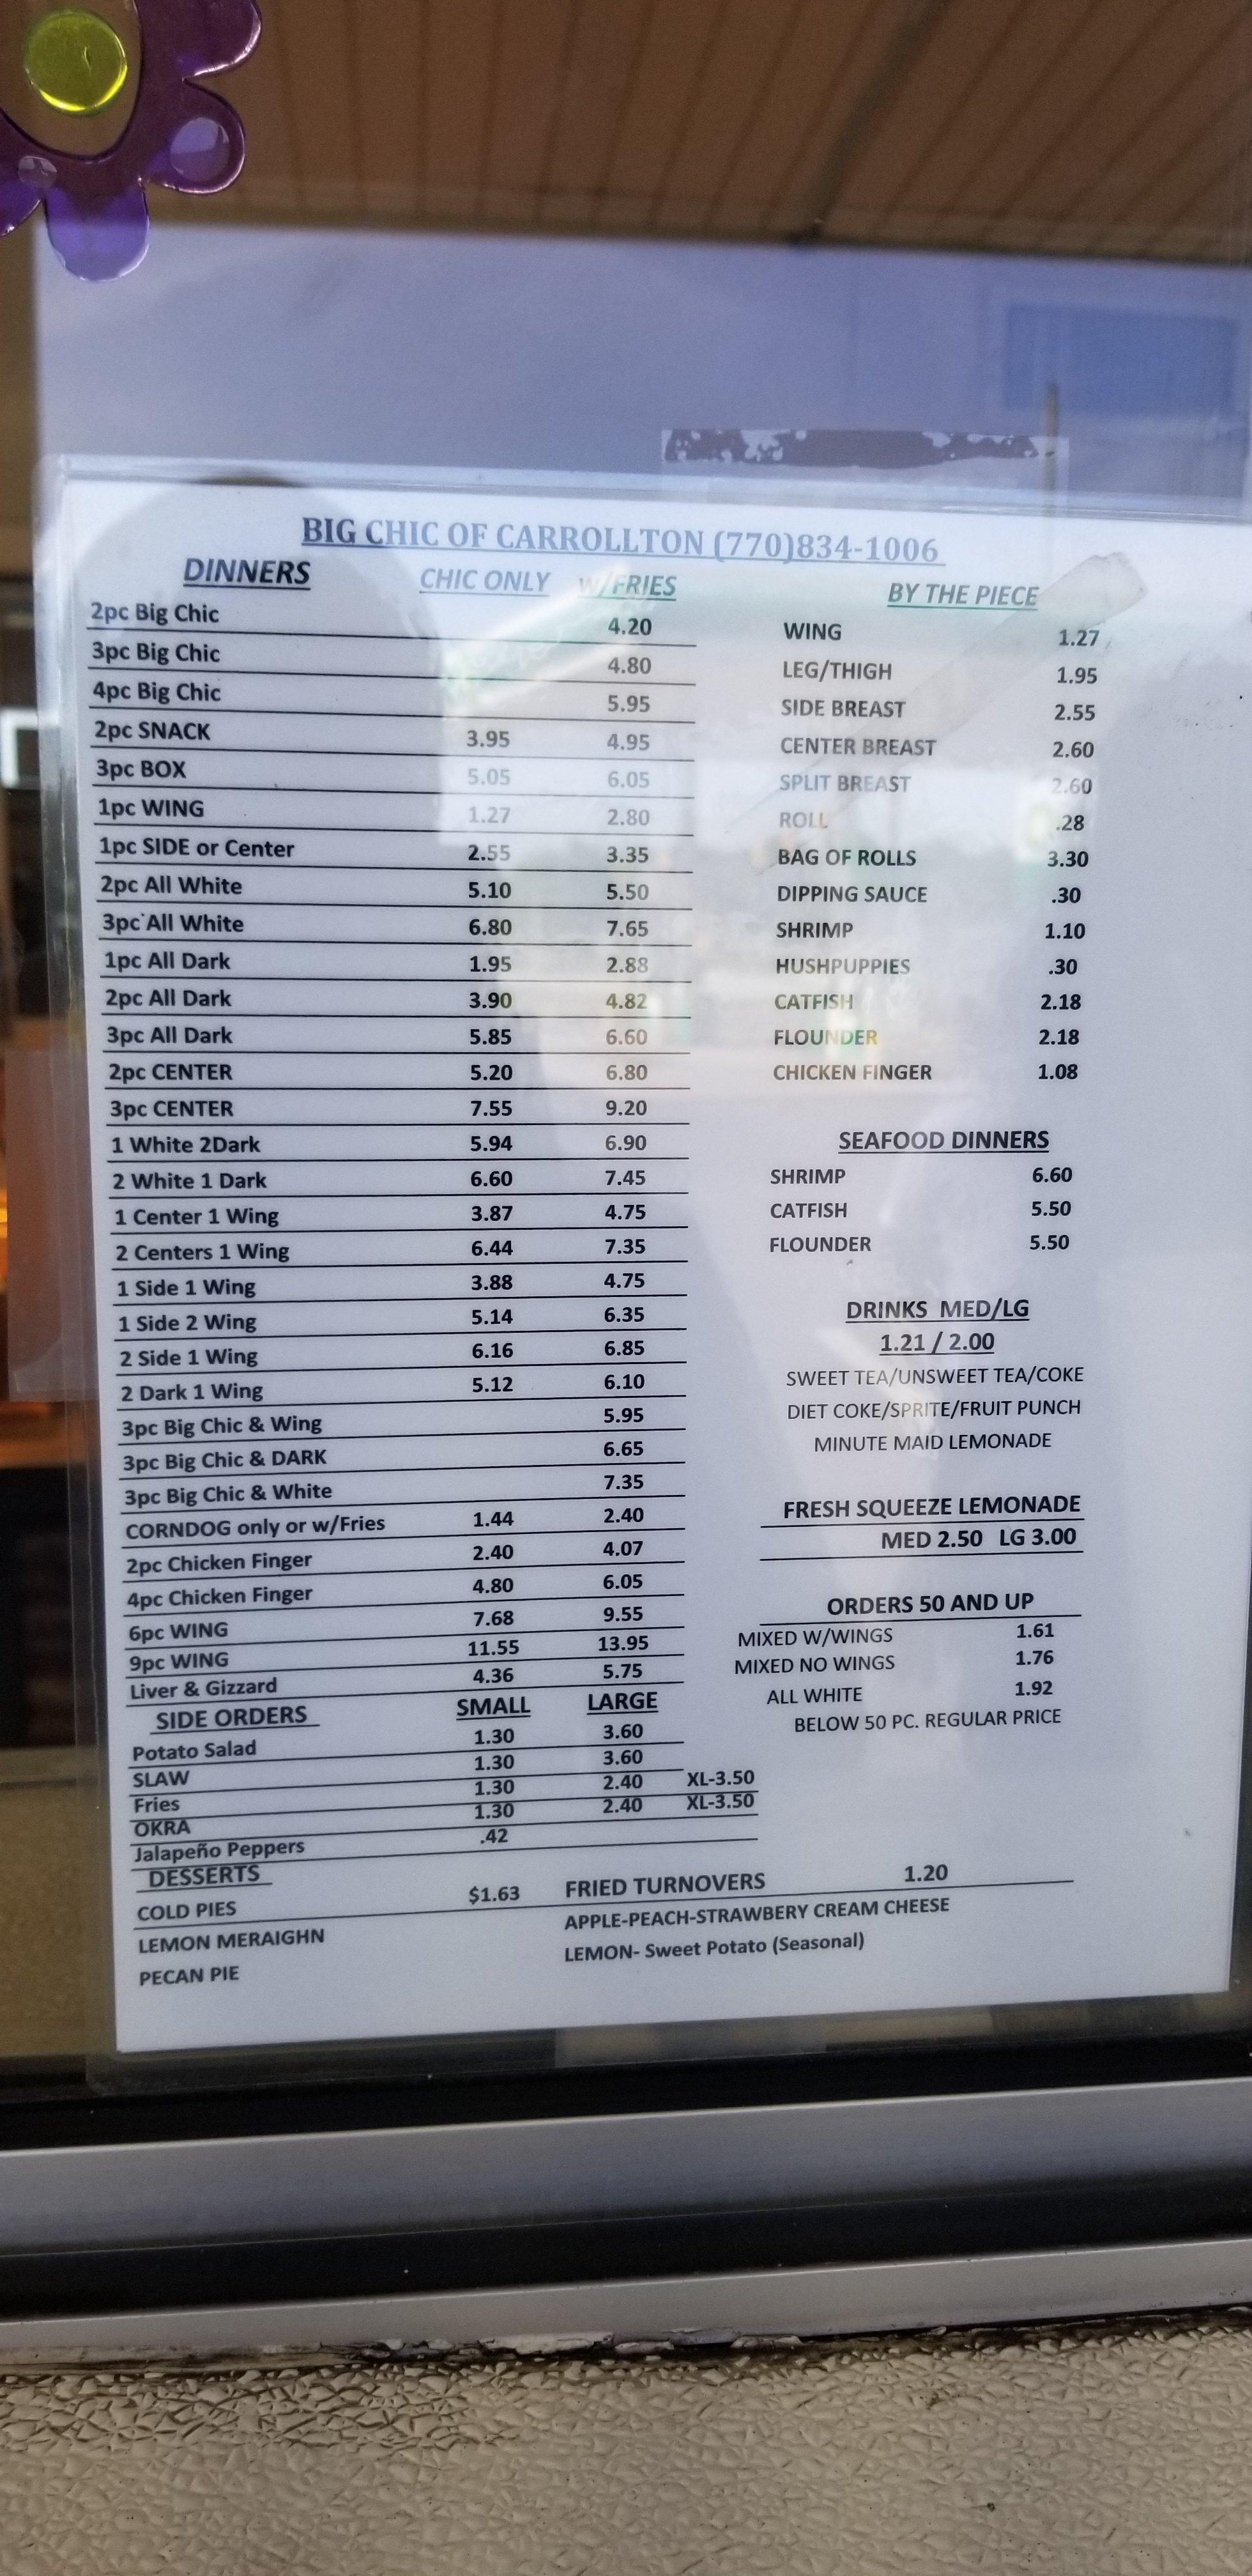 BIG CHIC OF CARROLLTON (770)834-1006
DINNERS CHIC ONLY w/FRIES
2pc Big Chic 4.20
3pc Big Chic 4.80
4pc Big Chic 5.95
2pc SNACK 3.95 4.95
3pc BOX 5.05 6.05
1pc WING 1.27 2.80
1pc SIDE or Center 2.55 3.35
2pc All White 5.10 5.50
3pc All White 6.80 7.65
1pc All Dark 1.95 2.88
2pc All Dark 3.90 4.82
3pc All Dark 5.85 6.60
2pc CENTER 5.20 6.80
3pc CENTER 7.55 9.20
1 White 2Dark 5.94 6.90
2 White 1 Dark 6.60 7.45
1 Center 1 Wing 3.87 4.75
2 Centers 1 Wing 6.44 7.35
1 Side 1 Wing 3.88 4.75
1 Side 2 Wing 5.14 6.35
2 Side 1 Wing 6.16 6.85
2 Dark 1 Wing 5.12 6.10
3pc Big Chic & Wing 5.95
3pc Big Chic & DARK 6.65
3pc Big Chic & White 7.35
CORNDOG only or w/Fries 1.44 2.40
2pc Chicken Finger 2.40 4.07
4pc Chicken Finger 4.80 6.05
6pc WING 7.68 9.55
9pc WING 11.55 13.95
Liver & Gizzard 4.36 5.75
SIDE ORDERS SMALL LARGE
Potato Salad 1.30 3.60
SLAW 1.30 3.60
Fries 1.30 2.40 XL-3.50
OKRA 1.30 2.40 XL-3.50
Jalapeño Peppers .42
DESSERTS
COLD PIES $1.63
LEMON MERAIGHN
PECAN PIE
FRIED TURNOVERS 1.20
APPLE-PEACH-STRAWBERY CREAM CHEESE
LEMON- Sweet Potato (Seasonal)
BY THE PIECE
WING 1.27
LEG/THIGH 1.95
SIDE BREAST 2.55
CENTER BREAST 2.60
SPLIT BREAST 2.60
ROLL .28
BAG OF ROLLS 3.30
DIPPING SAUCE .30
SHRIMP 1.10
HUSHPUPPIES .30
CATFISH 2.18
FLOUNDER 2.18
CHICKEN FINGER 1.08
SEAFOOD DINNERS
SHRIMP 6.60
CATFISH 5.50
FLOUNDER 5.50
DRINKS MED/LG
1.21 / 2.00
SWEET TEA/UNSWEET TEA/COKE
DIET COKE/SPRITE/FRUIT PUNCH
MINUTE MAID LEMONADE
FRESH SQUEEZE LEMONADE
MED 2.50 LG 3.00
ORDERS 50 AND UP
MIXED W/WINGS 1.61
MIXED NO WINGS 1.76
ALL WHITE 1.92
BELOW 50 PC. REGULAR PRICE